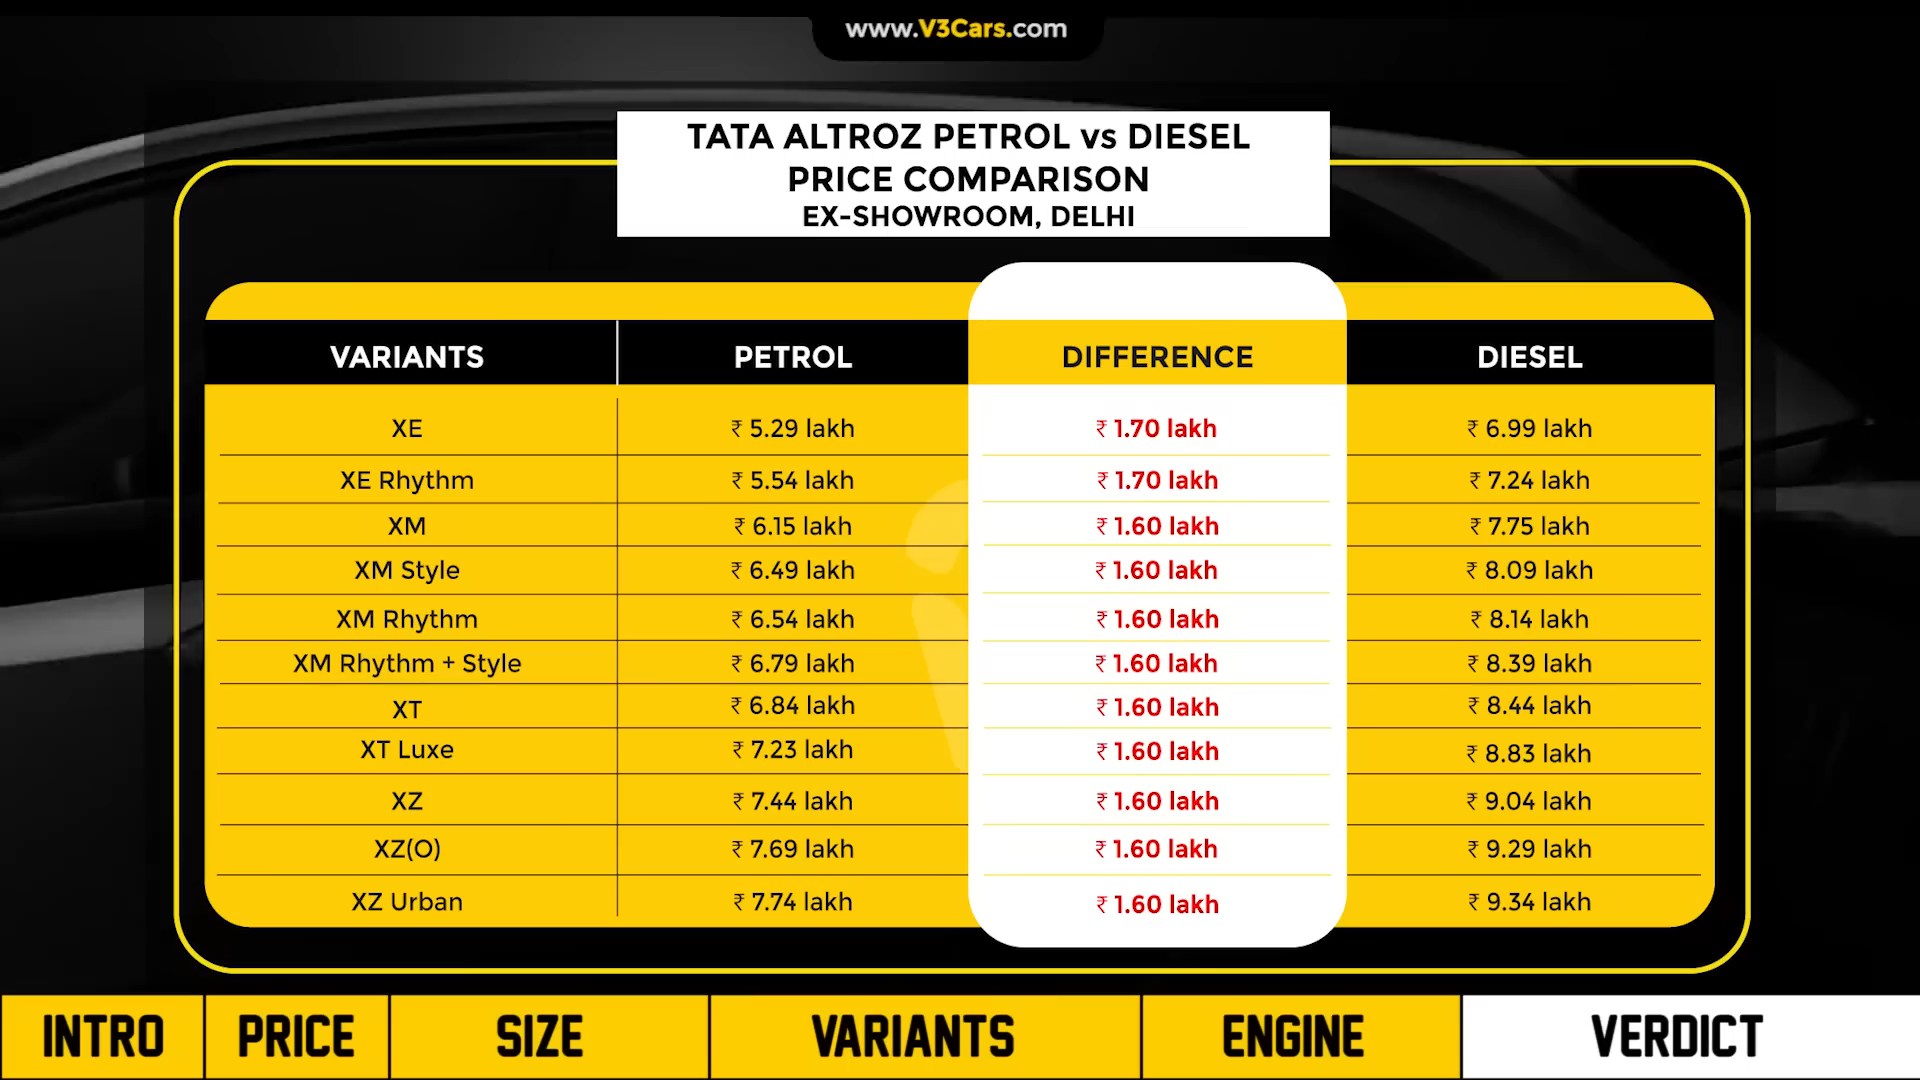 www.V3Cars.com
TATA ALTROZ PETROL vs DIESEL
PRICE COMPARISON
EX-SHOWROOM, DELHI
VARIANTS PETROL DIFFERENCE DIESEL
XE ₹ 5.29 lakh ₹ 1.70 lakh ₹ 6.99 lakh
XE Rhythm ₹ 5.54 lakh ₹ 1.70 lakh ₹ 7.24 lakh
XM ₹ 6.15 lakh ₹ 1.60 lakh ₹ 7.75 lakh
XM Style ₹ 6.49 lakh ₹ 1.60 lakh ₹ 8.09 lakh
XM Rhythm ₹ 6.54 lakh ₹ 1.60 lakh ₹ 8.14 lakh
XM Rhythm + Style ₹ 6.79 lakh ₹ 1.60 lakh ₹ 8.39 lakh
XT ₹ 6.84 lakh ₹ 1.60 lakh ₹ 8.44 lakh
XT Luxe ₹ 7.23 lakh ₹ 1.60 lakh ₹ 8.83 lakh
XZ ₹ 7.44 lakh ₹ 1.60 lakh ₹ 9.04 lakh
XZ(O) ₹ 7.69 lakh ₹ 1.60 lakh ₹ 9.29 lakh
XZ Urban ₹ 7.74 lakh ₹ 1.60 lakh ₹ 9.34 lakh
INTRO PRICE SIZE VARIANTS ENGINE VERDICT